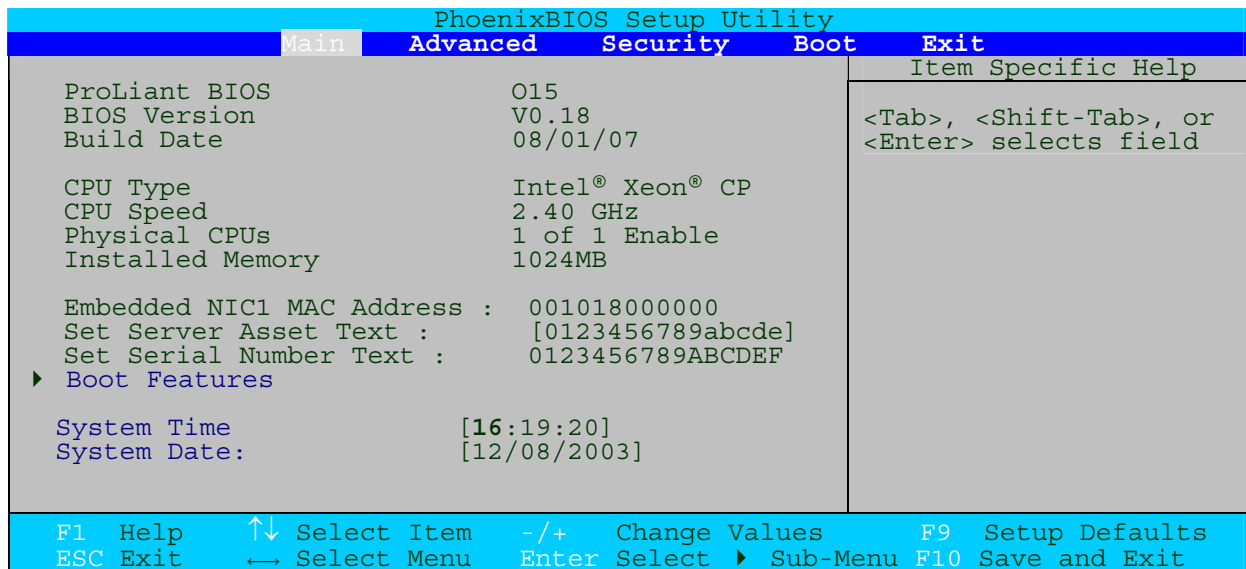 PhoenixBIOS Setup Utility
Main Advanced Security Boot Exit
Item Specific Help
ProLiant BIOS O15
BIOS Version V0.18
Build Date 08/01/07
<Tab>, <Shift-Tab>, or
<Enter> selects field
CPU Type Intel® Xeon® CP
CPU Speed 2.40 GHz
Physical CPUs 1 of 1 Enable
Installed Memory 1024MB
Embedded NIC1 MAC Address : 001018000000
Set Server Asset Text : [0123456789abcde]
Set Serial Number Text : 0123456789ABCDEF
Boot Features
System Time [16:19:20]
System Date: [12/08/2003]
F1 Help ↑↓ Select Item -/+ Change Values F9 Setup Defaults
ESC Exit ←→ Select Menu Enter Select ▸ Sub-Menu F10 Save and Exit